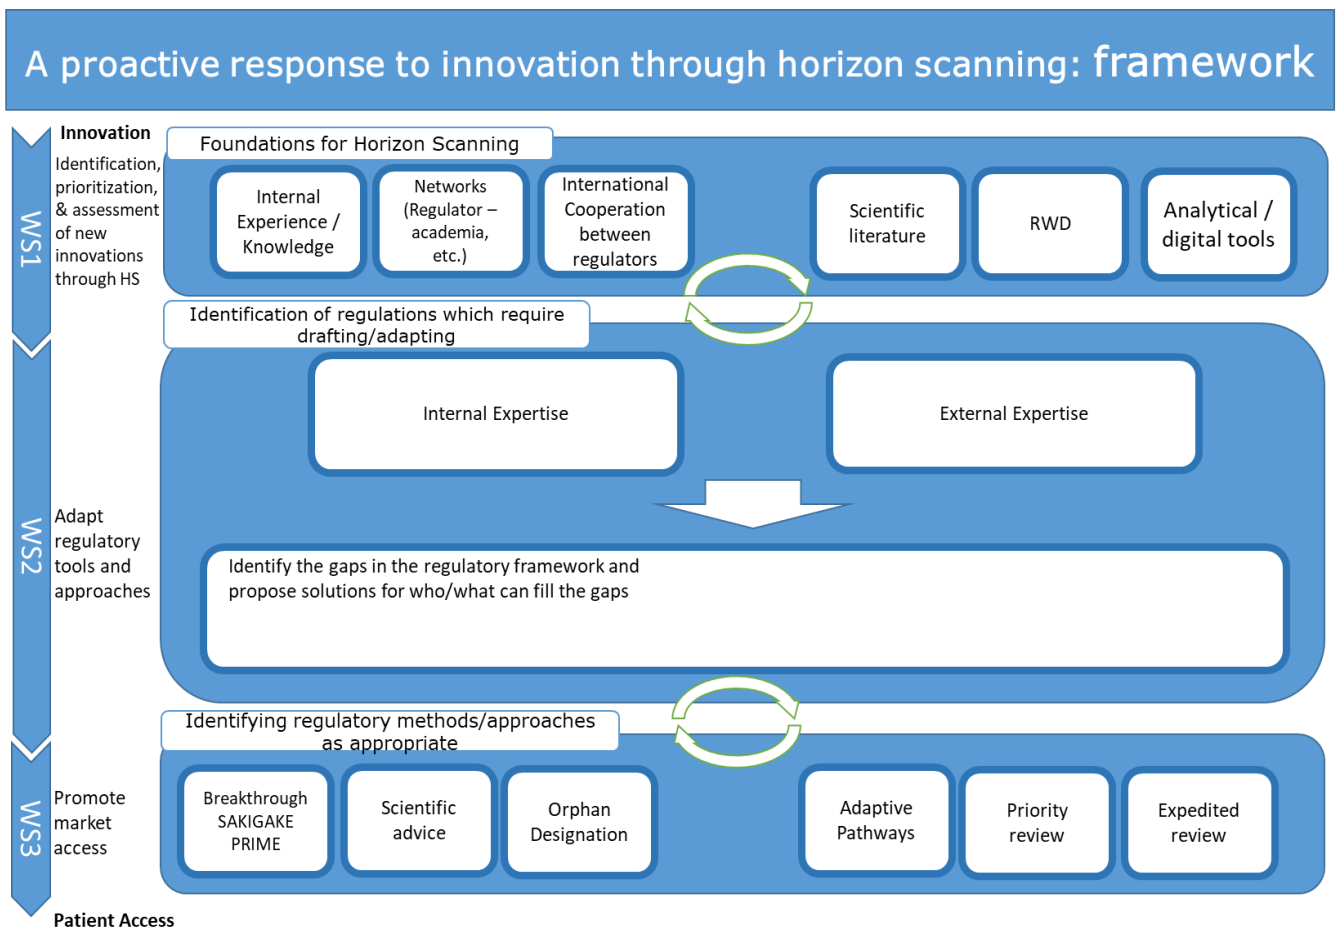 A proactive response to innovation through horizon scanning: framework
WS1
Innovation
Identification,
prioritization,
& assessment
of new
innovations
through HS
Foundations for Horizon Scanning
Internal
Experience /
Knowledge
Networks
(Regulator –
academia,
etc.)
International
Cooperation
between
regulators
Scientific
literature
RWD
Analytical /
digital tools
WS2
Adapt
regulatory
tools and
approaches
Identification of regulations which require
drafting/adapting
Internal Expertise
External Expertise
Identify the gaps in the regulatory framework and
propose solutions for who/what can fill the gaps
WS3
Promote
market
access
Identifying regulatory methods/approaches
as appropriate
Breakthrough
SAKIGAKE
PRIME
Scientific
advice
Orphan
Designation
Adaptive
Pathways
Priority
review
Expedited
review
Patient Access